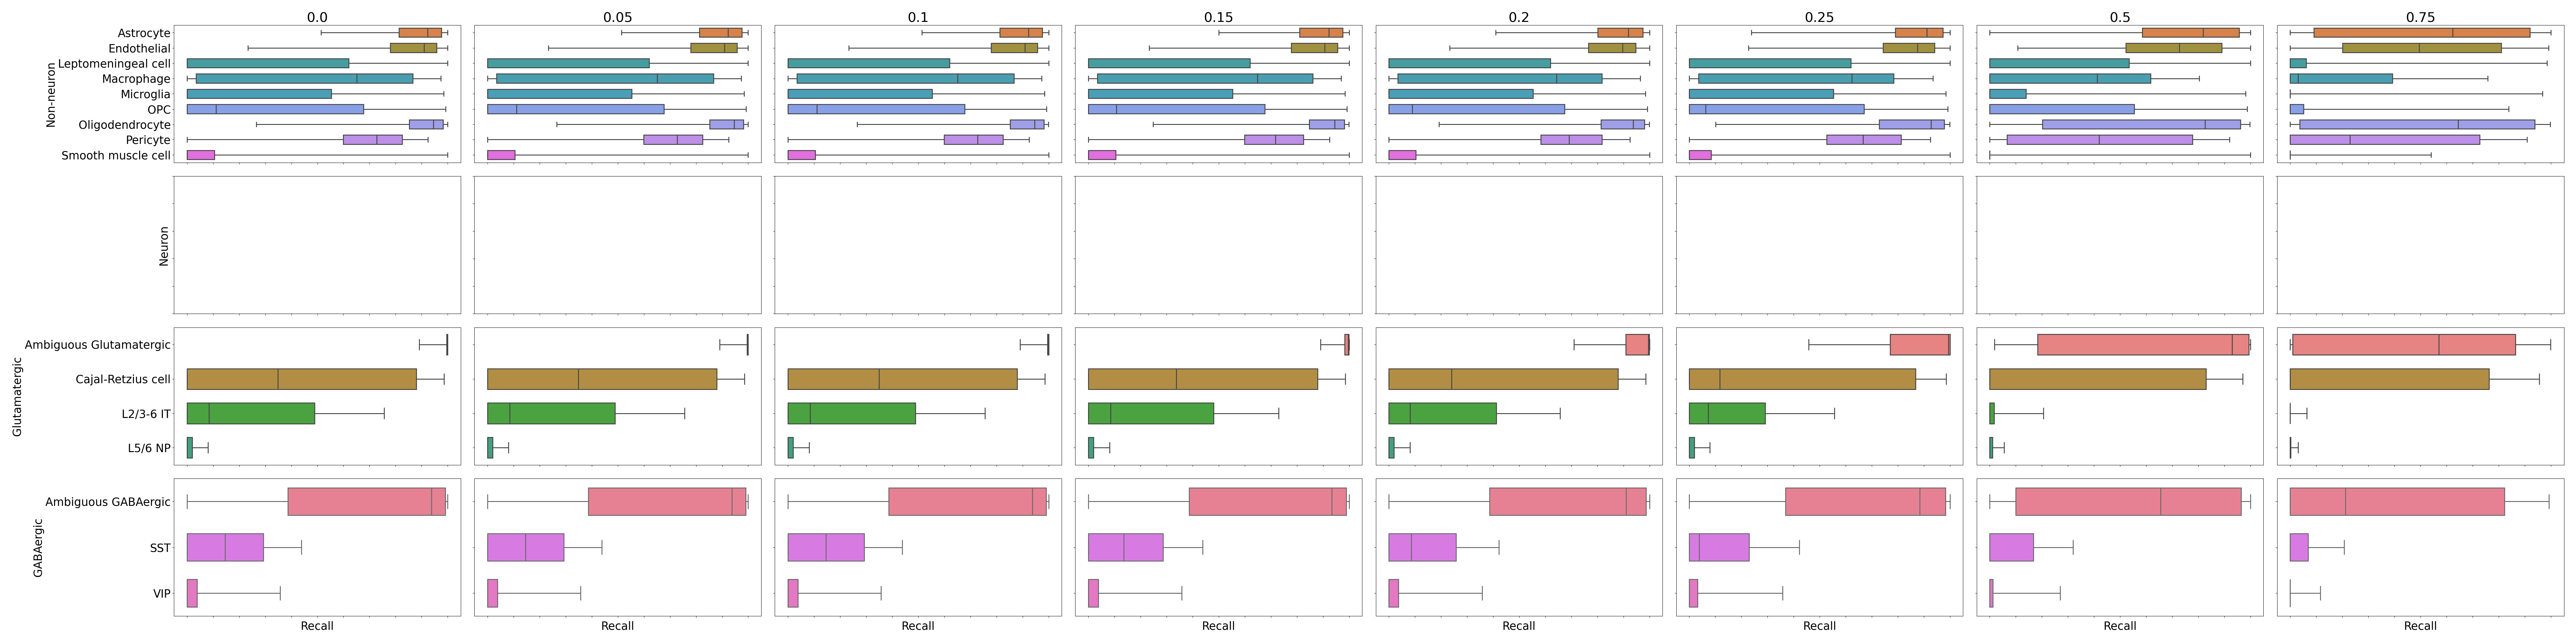 0.0 0.05 0.1 0.15 0.2 0.25 0.5 0.75
Non-neuron
Astrocyte
Endothelial
Leptomeningeal cell
Macrophage
Microglia
OPC
Oligodendrocyte
Pericyte
Smooth muscle cell
Neuron
Glutamatergic
Ambiguous Glutamatergic
Cajal-Retzius cell
L2/3-6 IT
L5/6 NP
GABAergic
Ambiguous GABAergic
SST
VIP
Recall Recall Recall Recall Recall Recall Recall Recall